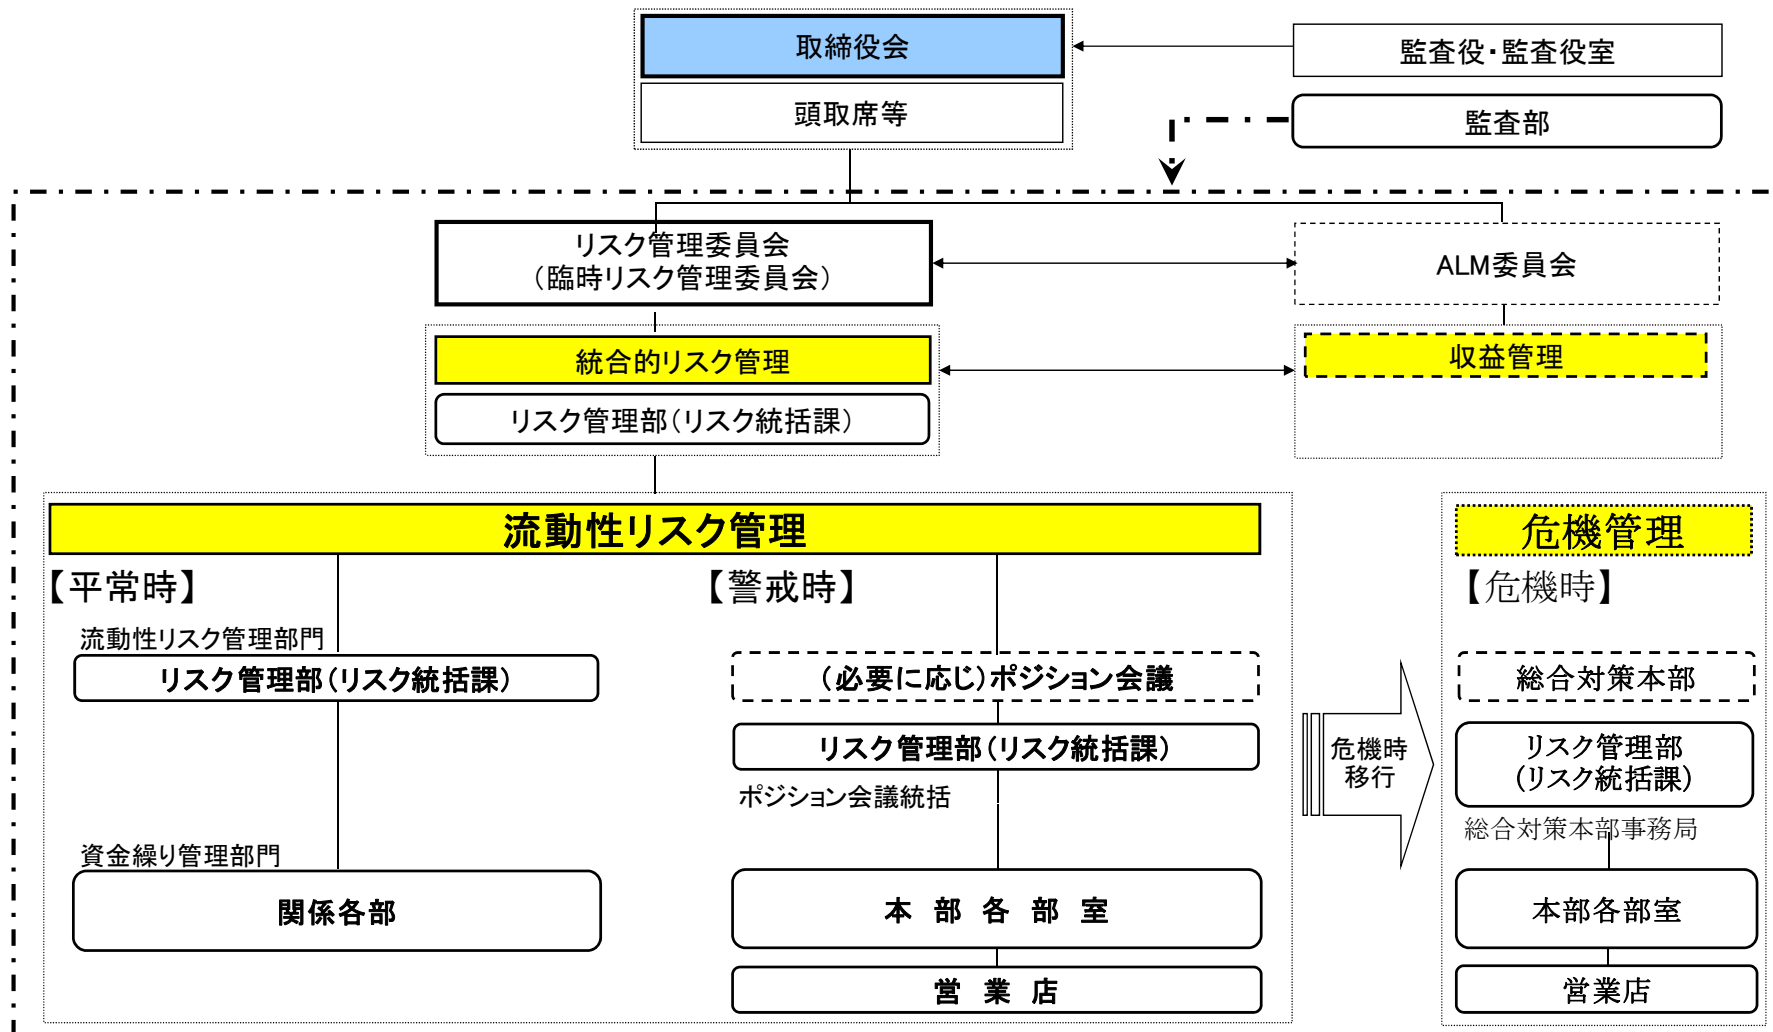 取締役会
監査役・監査役室
頭取席等
監査部
リスク管理委員会
（臨時リスク管理委員会）
ALM委員会
統合的リスク管理
収益管理
リスク管理部（リスク統括課）
流動性リスク管理
危機管理
【平常時】
【警戒時】
【危機時】
流動性リスク管理部門
リスク管理部（リスク統括課）
（必要に応じ）ポジション会議
総合対策本部
リスク管理部（リスク統括課）
危機時
移行
リスク管理部
（リスク統括課）
ポジション会議統括
総合対策本部事務局
資金繰り管理部門
関係各部
本 部 各 部 室
本部各部室
営 業 店
営業店